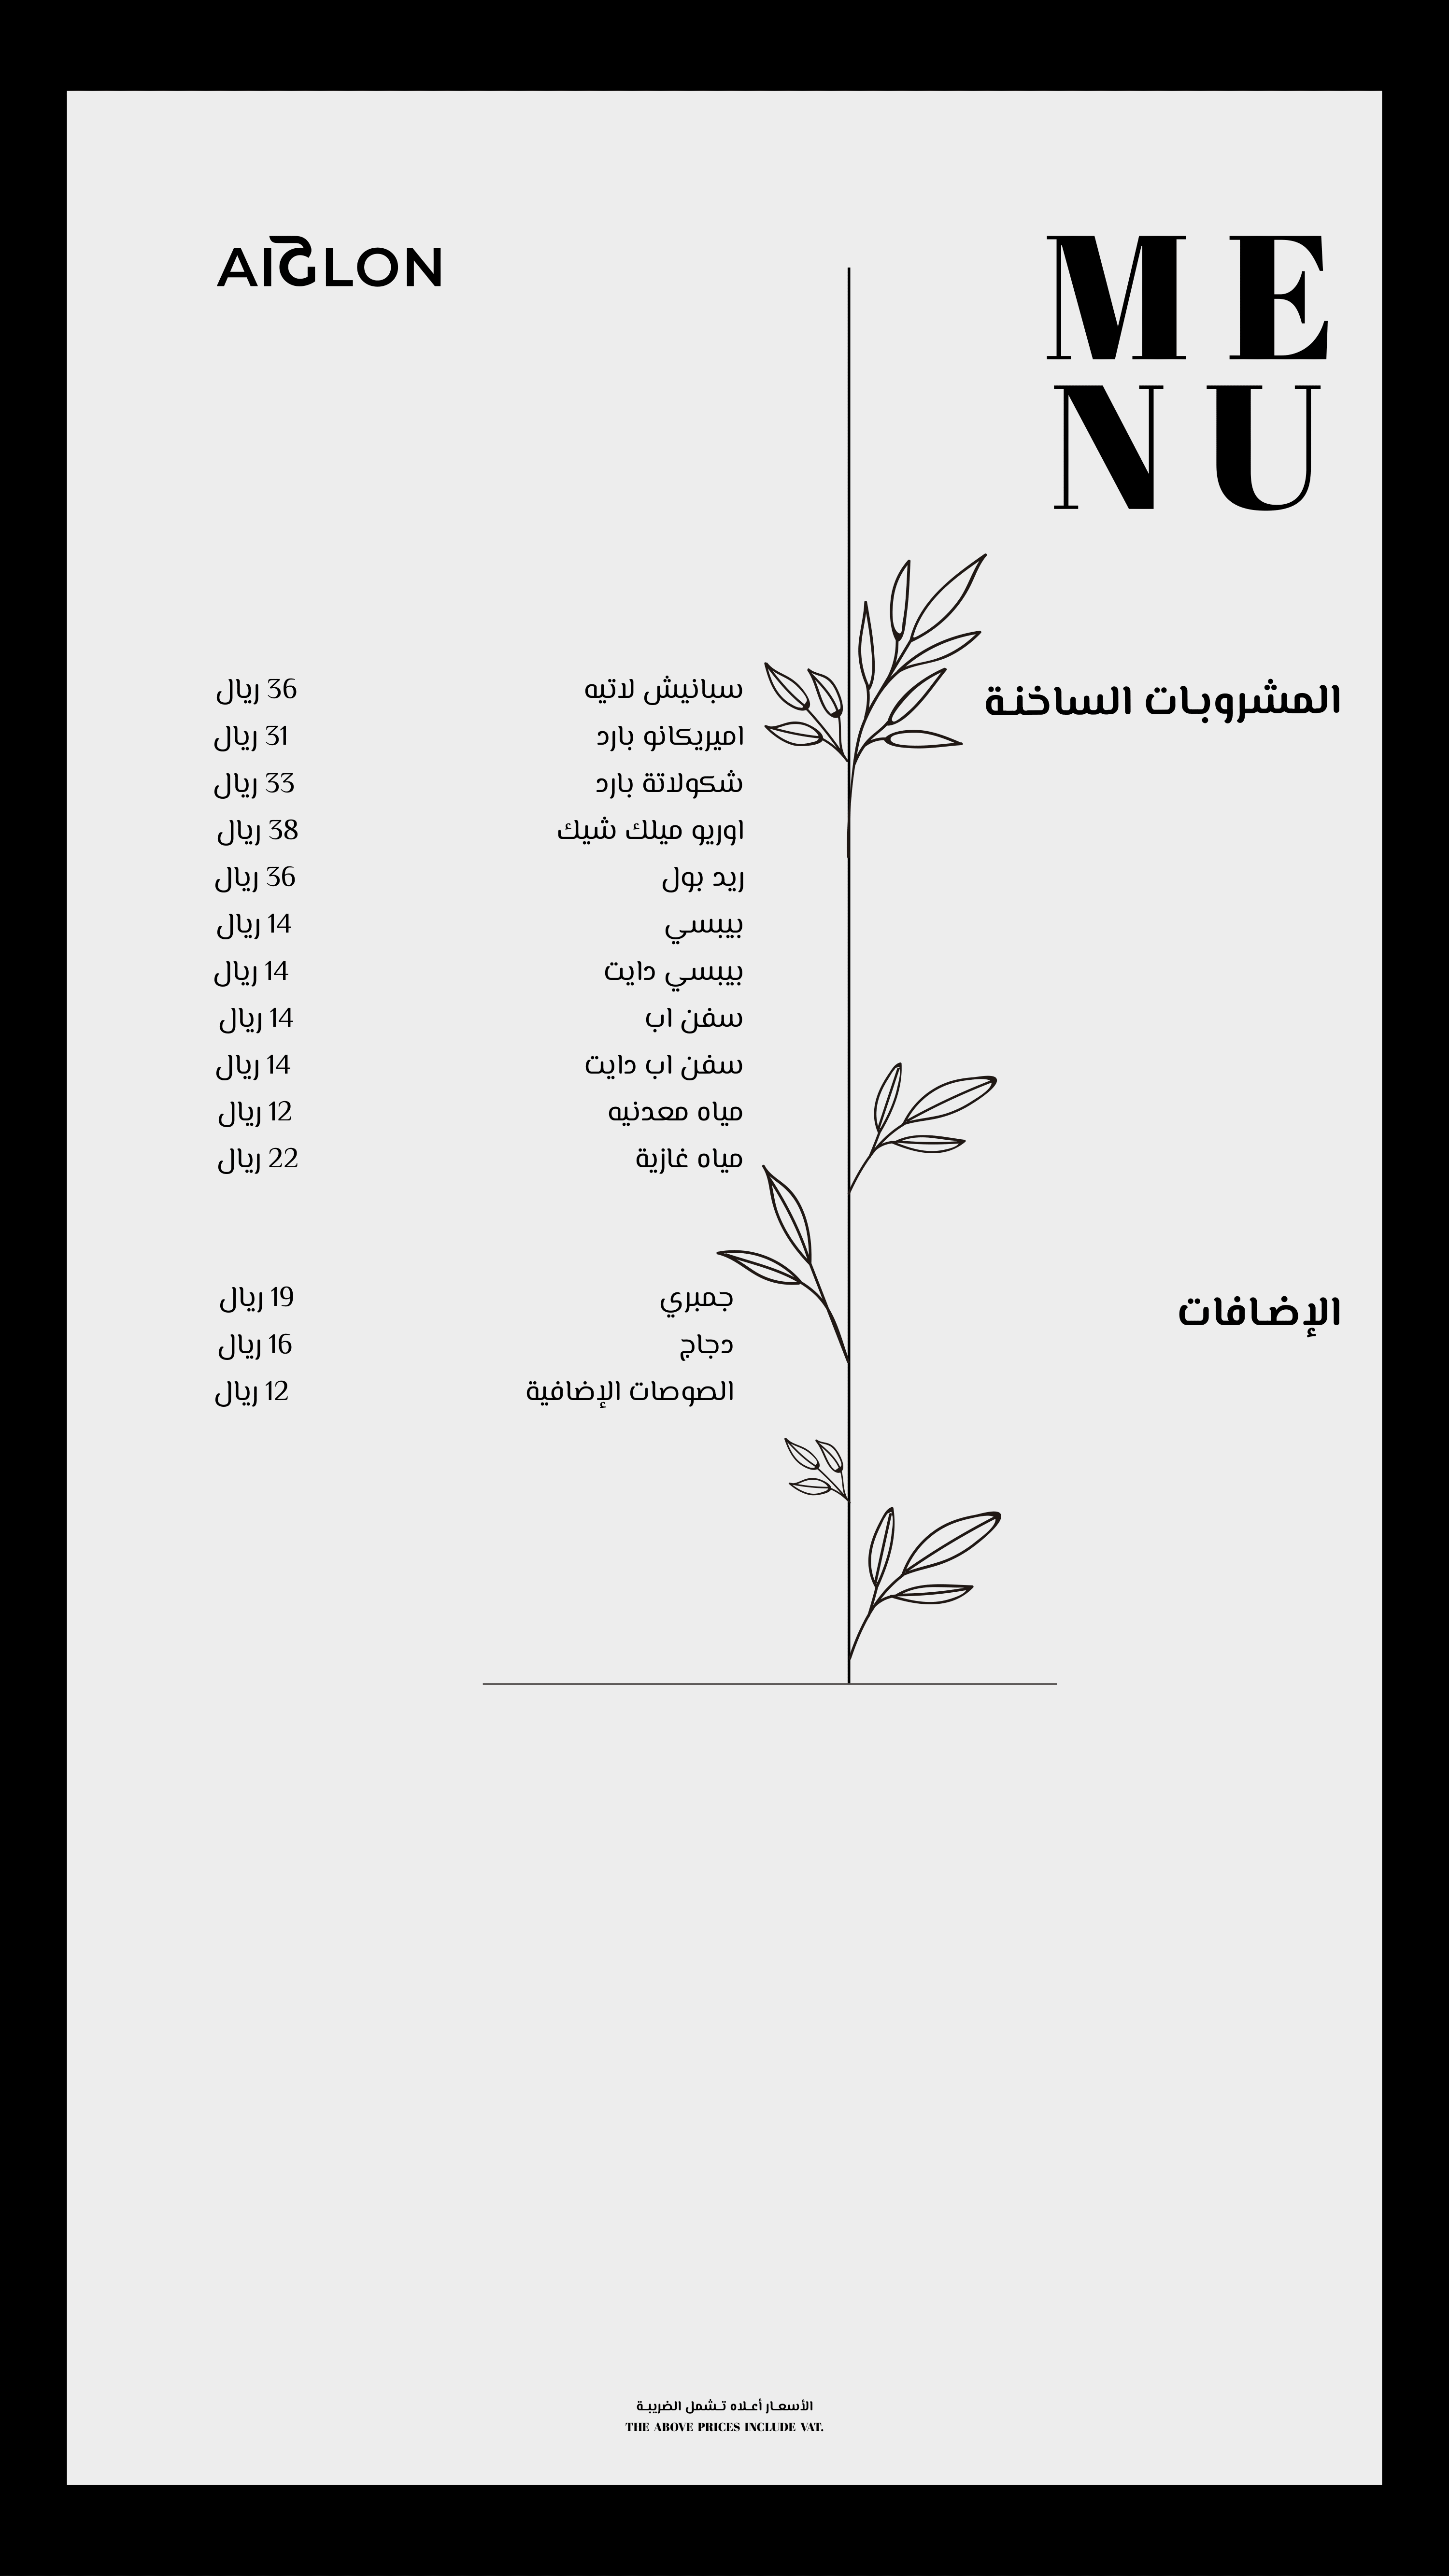 AIGLON
ME
NU
المشروبات الساخنة
سبانيش لاتيه 36 ريال
اميريكانو بارد 31 ريال
شكولاتة بارد 33 ريال
اوريو ميلك شيك 38 ريال
ريد بول 36 ريال
بيبسي 14 ريال
بيبسي دايت 14 ريال
سفن اب 14 ريال
سفن اب دايت 14 ريال
مياه معدنيه 12 ريال
مياه غازية 22 ريال
الإضافات
جمبري 19 ريال
دجاج 16 ريال
الصوصات الإضافية 12 ريال
الأسعار أعلاه تشمل الضريبة
THE ABOVE PRICES INCLUDE VAT.